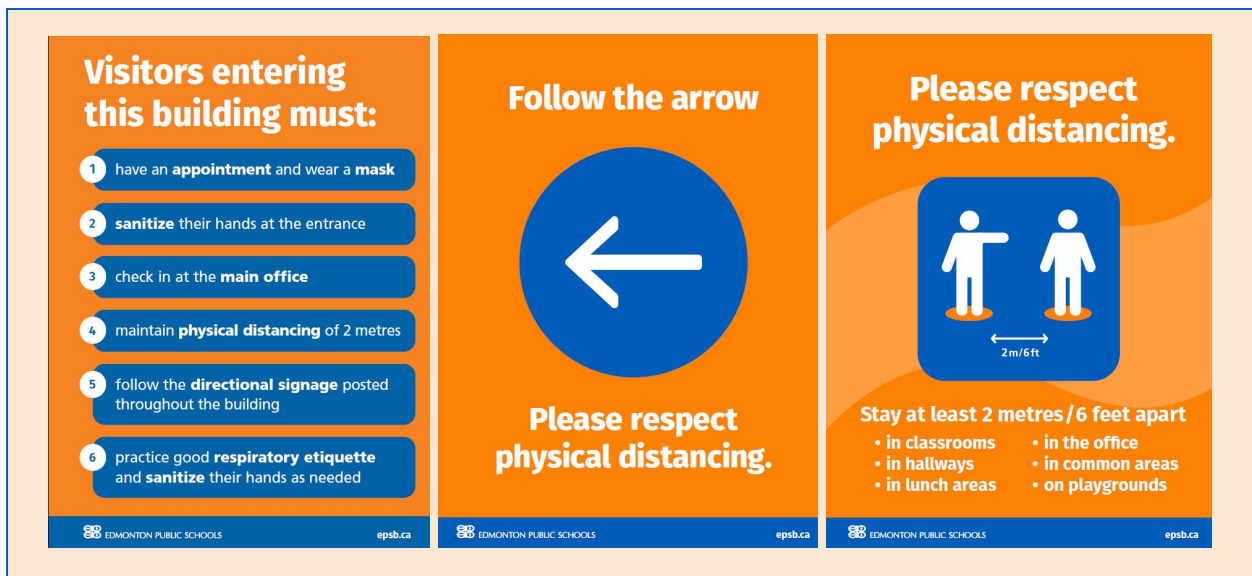 Visitors entering
this building must:
1 have an appointment and wear a mask
2 sanitize their hands at the entrance
3 check in at the main office
4 maintain physical distancing of 2 metres
5 follow the directional signage posted
throughout the building
6 practice good respiratory etiquette
and sanitize their hands as needed
EDMONTON PUBLIC SCHOOLS epsb.ca
Follow the arrow
Please respect
physical distancing.
EDMONTON PUBLIC SCHOOLS epsb.ca
Please respect
physical distancing.
2m/6ft
Stay at least 2 metres/6 feet apart
• in classrooms
• in hallways
• in lunch areas
• in the office
• in common areas
• on playgrounds
EDMONTON PUBLIC SCHOOLS epsb.ca